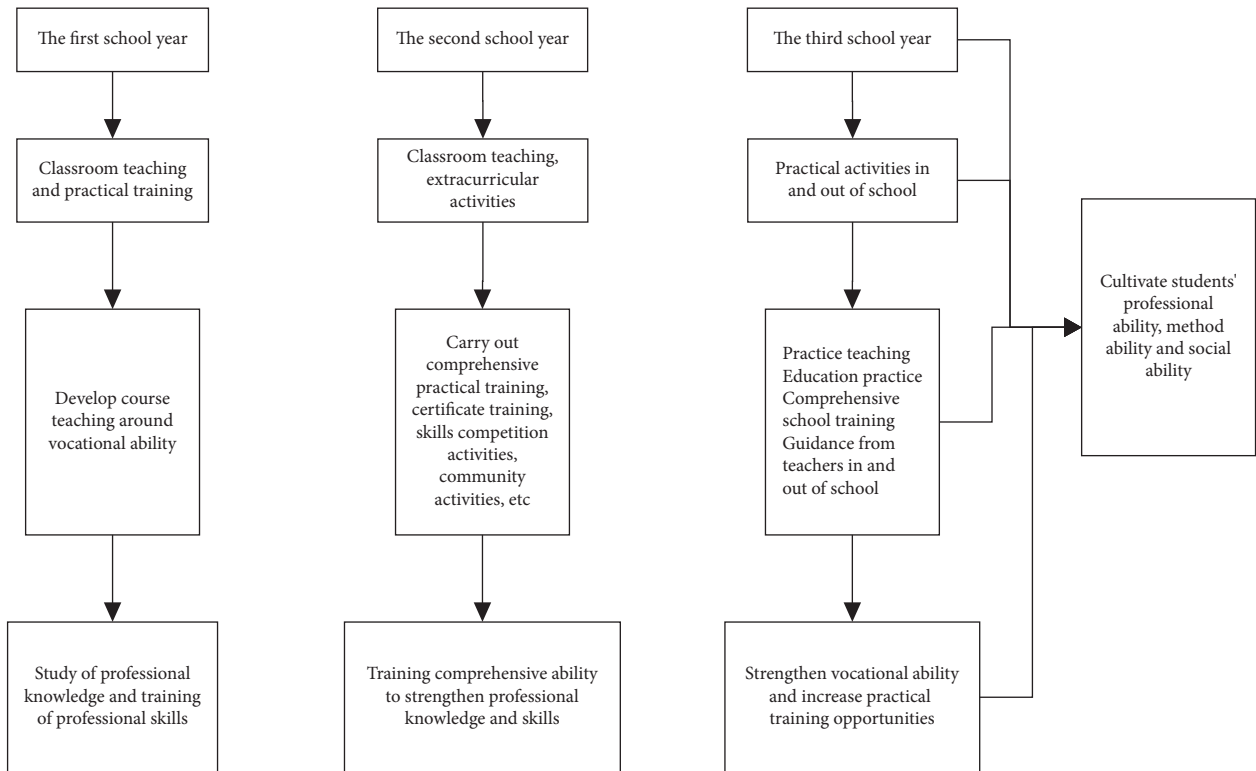 The first school year
Classroom teaching
and practical training
Develop course
teaching around
vocational ability
Study of professional
knowledge and training
of professional skills
The second school year
Classroom teaching,
extracurricular
activities
Carry out
comprehensive
practical training,
certificate training,
skills competition
activities,
community
activities, etc
Training comprehensive ability
to strengthen professional
knowledge and skills
The third school year
Practical activities in
and out of school
Practice teaching
Education practice
Comprehensive
school training
Guidance from
teachers in and
out of school
Strengthen vocational ability
and increase practical
training opportunities
Cultivate students'
professional
ability, method
ability and social
ability